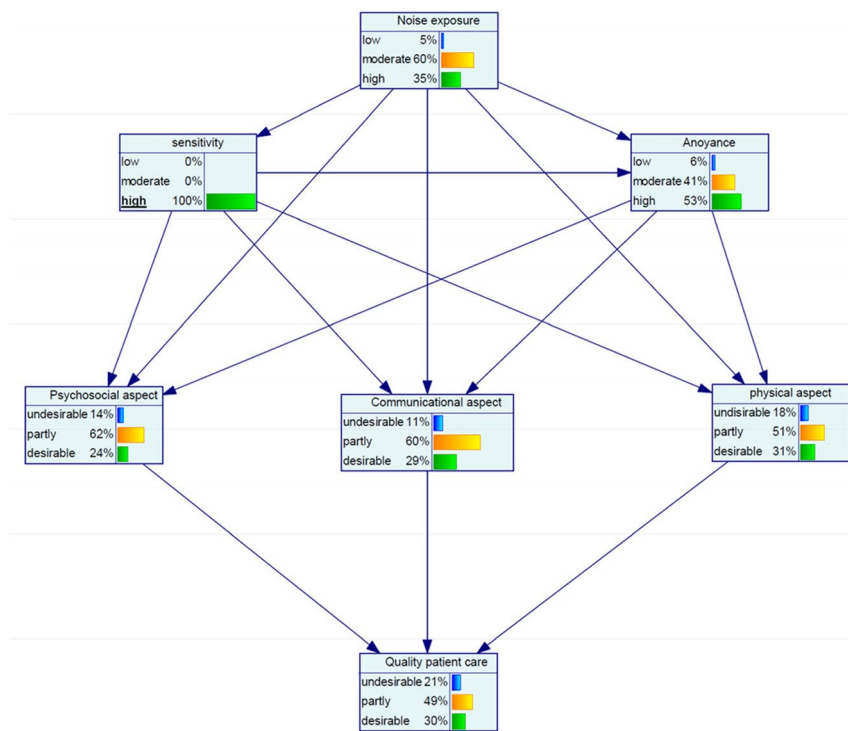 Noise exposure
low 5%
moderate 60%
high 35%
sensitivity
low 0%
moderate 0%
high 100%
Anoyance
low 6%
moderate 41%
high 53%
Psychosocial aspect
undesirable 14%
partly 62%
desirable 24%
Communicational aspect
undesirable 11%
partly 60%
desirable 29%
physical aspect
undisirable 18%
partly 51%
desirable 31%
Quality patient care
undesirable 21%
partly 49%
desirable 30%